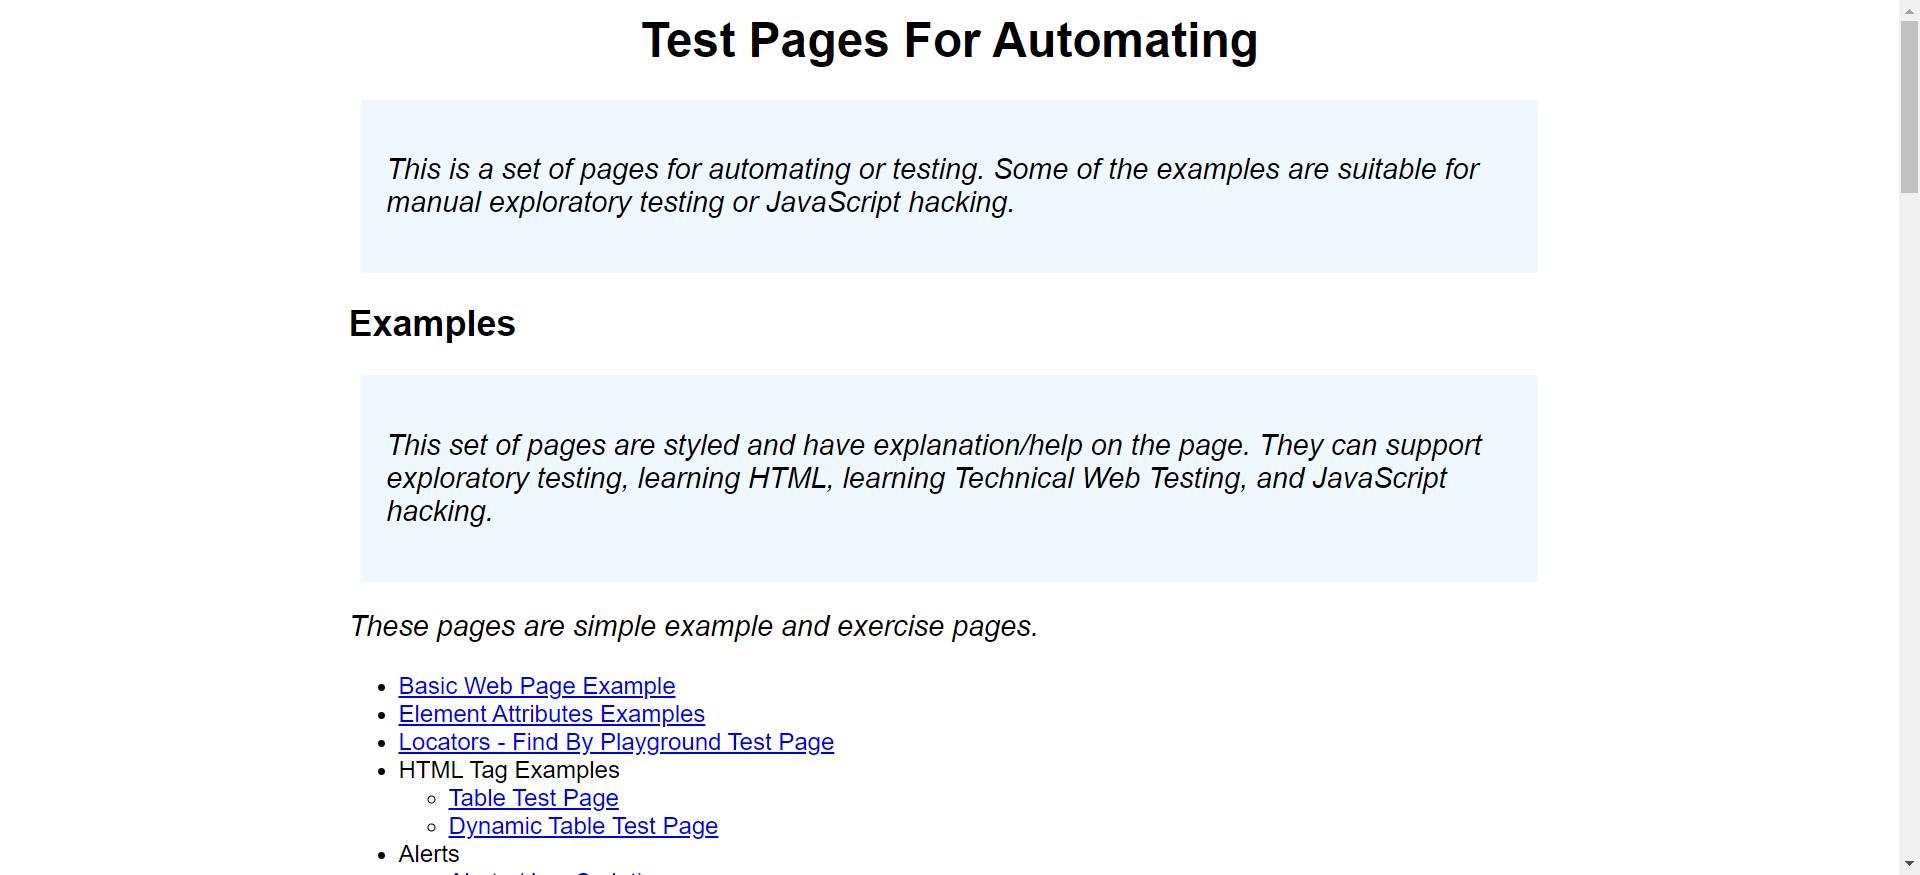 Test Pages For Automating
This is a set of pages for automating or testing. Some of the examples are suitable for
manual exploratory testing or JavaScript hacking.
Examples
This set of pages are styled and have explanation/help on the page. They can support
exploratory testing, learning HTML, learning Technical Web Testing, and JavaScript
hacking.
These pages are simple example and exercise pages.
Basic Web Page Example
Element Attributes Examples
Locators - Find By Playground Test Page
HTML Tag Examples
Table Test Page
Dynamic Table Test Page
Alerts